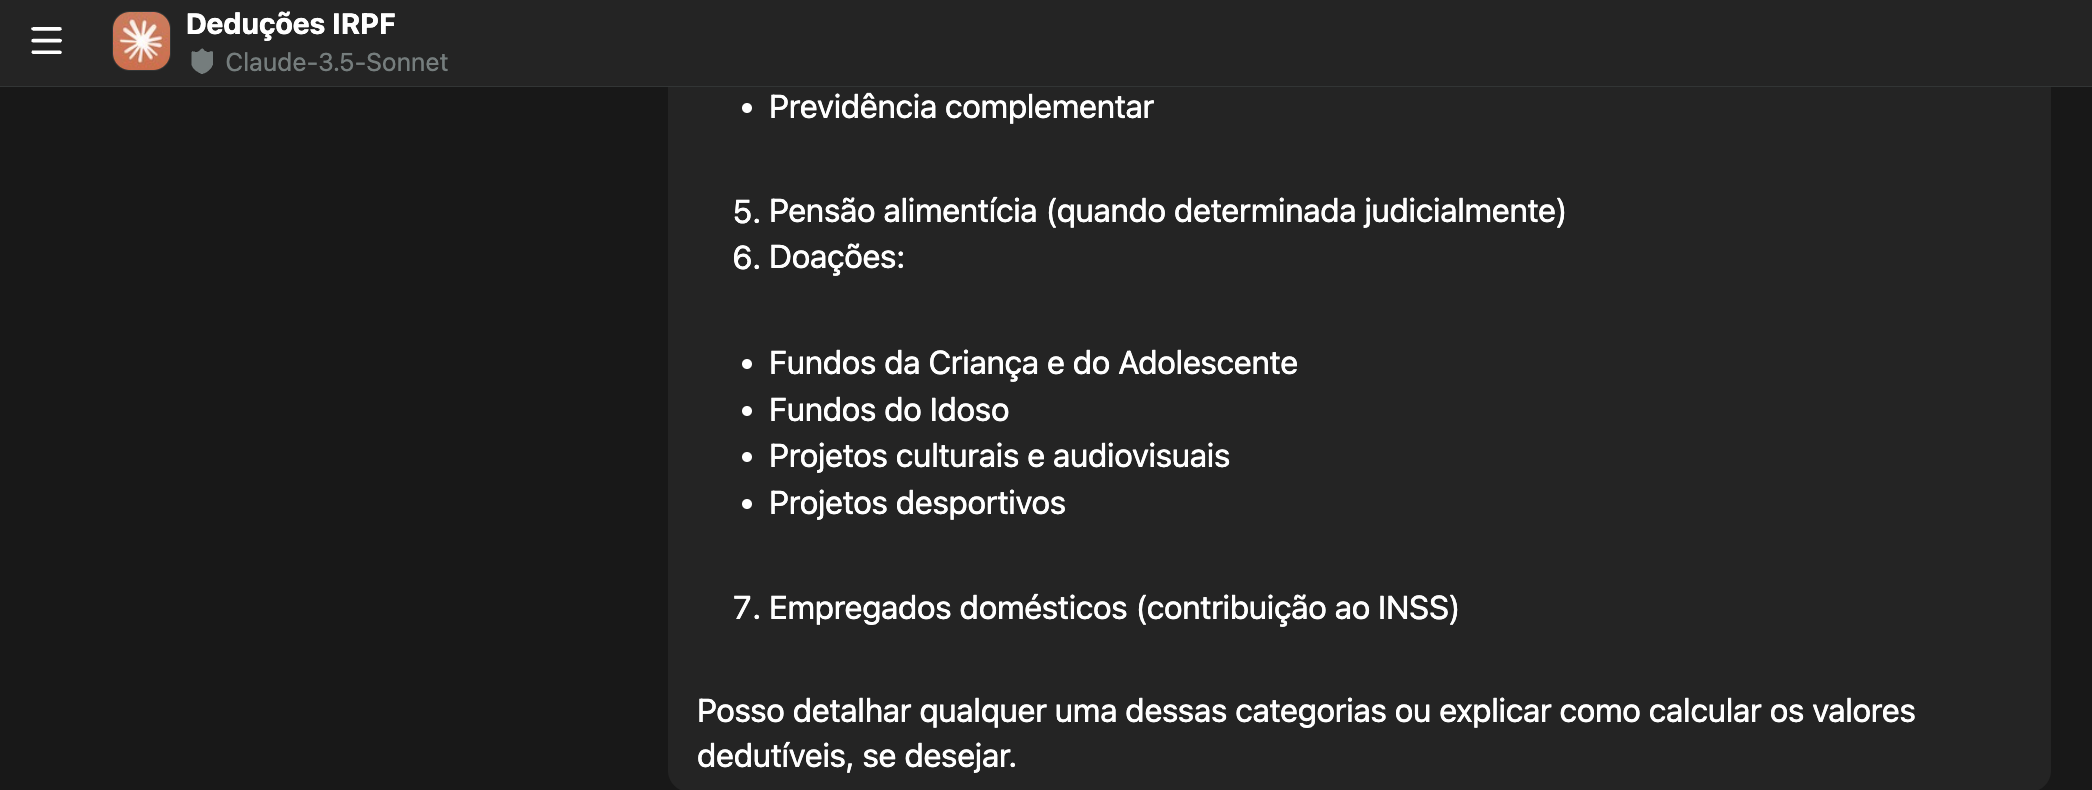 Deduções IRPF
Claude-3.5-Sonnet
• Previdência complementar
5. Pensão alimentícia (quando determinada judicialmente)
6. Doações:
• Fundos da Criança e do Adolescente
• Fundos do Idoso
• Projetos culturais e audiovisuais
• Projetos desportivos
7. Empregados domésticos (contribuição ao INSS)
Posso detalhar qualquer uma dessas categorias ou explicar como calcular os valores
dedutíveis, se desejar.